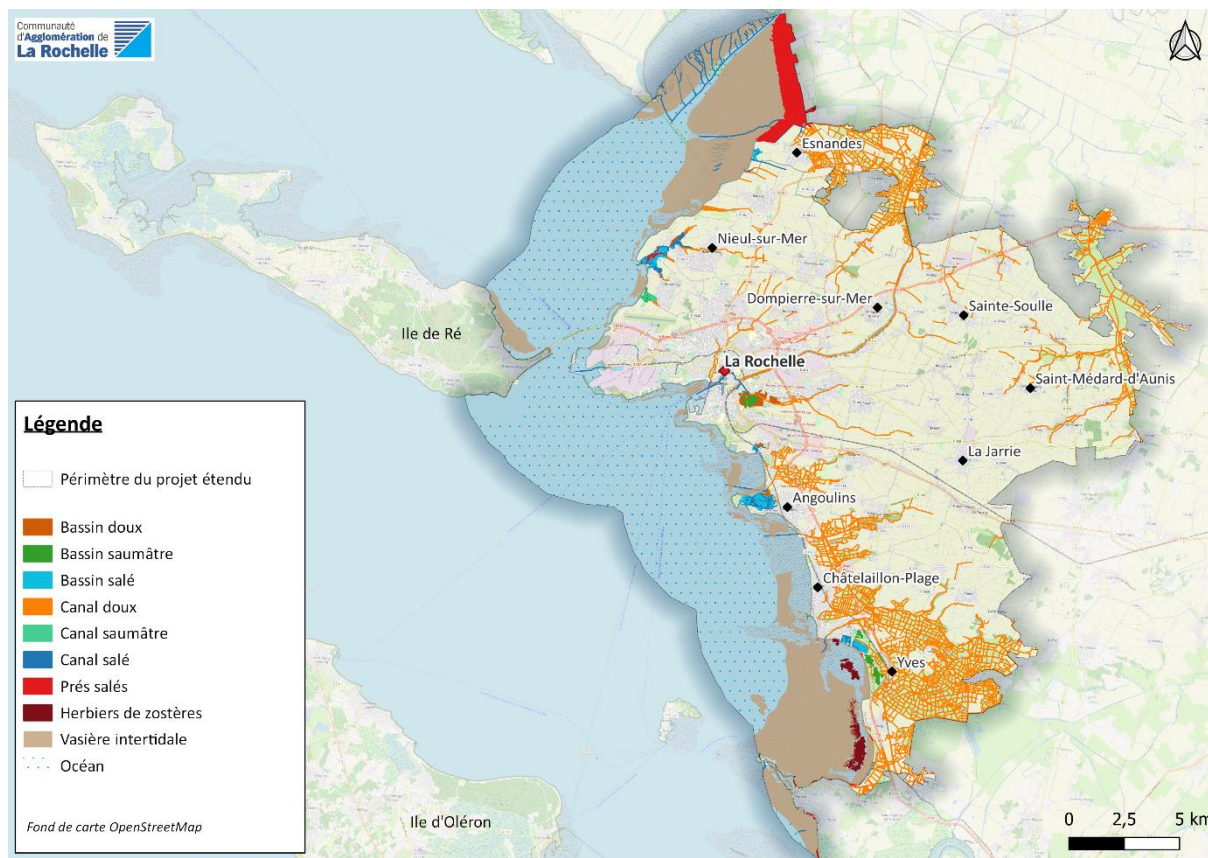 Communauté
d'Agglomération de
La Rochelle
Esnandes
Nieul-sur-Mer
Dompierre-sur-Mer
Sainte-Soulle
Ile de Ré
La Rochelle
Saint-Médard-d'Aunis
La Jarrie
Angoulins
Châtelaillon-Plage
Yves
Ile d'Oléron
Légende
Périmètre du projet étendu
Bassin doux
Bassin saumâtre
Bassin salé
Canal doux
Canal saumâtre
Canal salé
Prés salés
Herbiers de zostères
Vasière intertidale
Océan
Fond de carte OpenStreetMap
0 2,5 5 km